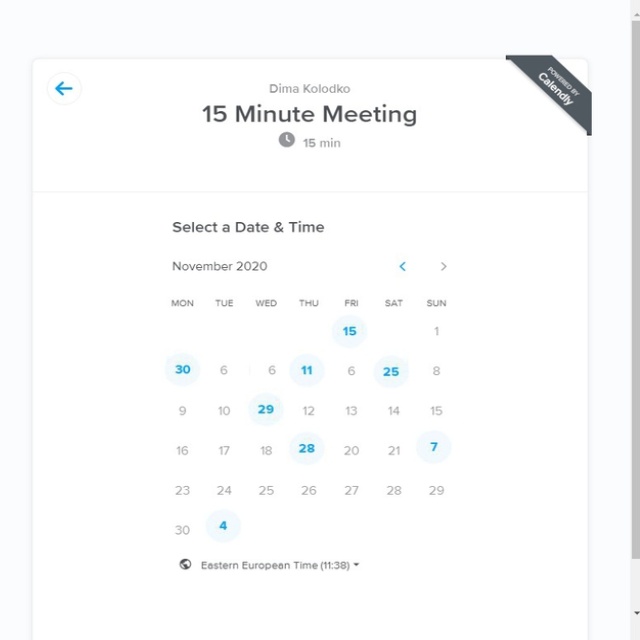 POWERED BY
Calendly
Dima Kolodko
15 Minute Meeting
15 min
Select a Date & Time
November 2020
MON TUE WED THU FRI SAT SUN
15 1
30 6 6 11 6 25 8
9 10 29 12 13 14 15
16 17 18 28 20 21 7
23 24 25 26 27 28 29
30 4
Eastern European Time (11:38)